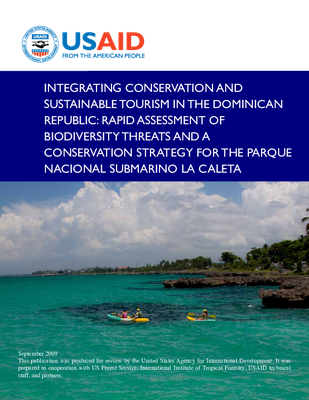 USAID
FROM THE AMERICAN PEOPLE
INTEGRATING CONSERVATION AND
SUSTAINABLE TOURISM IN THE DOMINICAN
REPUBLIC: RAPID ASSESSMENT OF
BIODIVERSITY THREATS AND A
CONSERVATION STRATEGY FOR THE PARQUE
NACIONAL SUBMARINO LA CALETA
September 2009
This publication was produced for review by the United States Agency for International Development. It was
prepared in cooperation with US Forest Service, International Institute of Tropical Forestry, USAID technical
staff, and partners